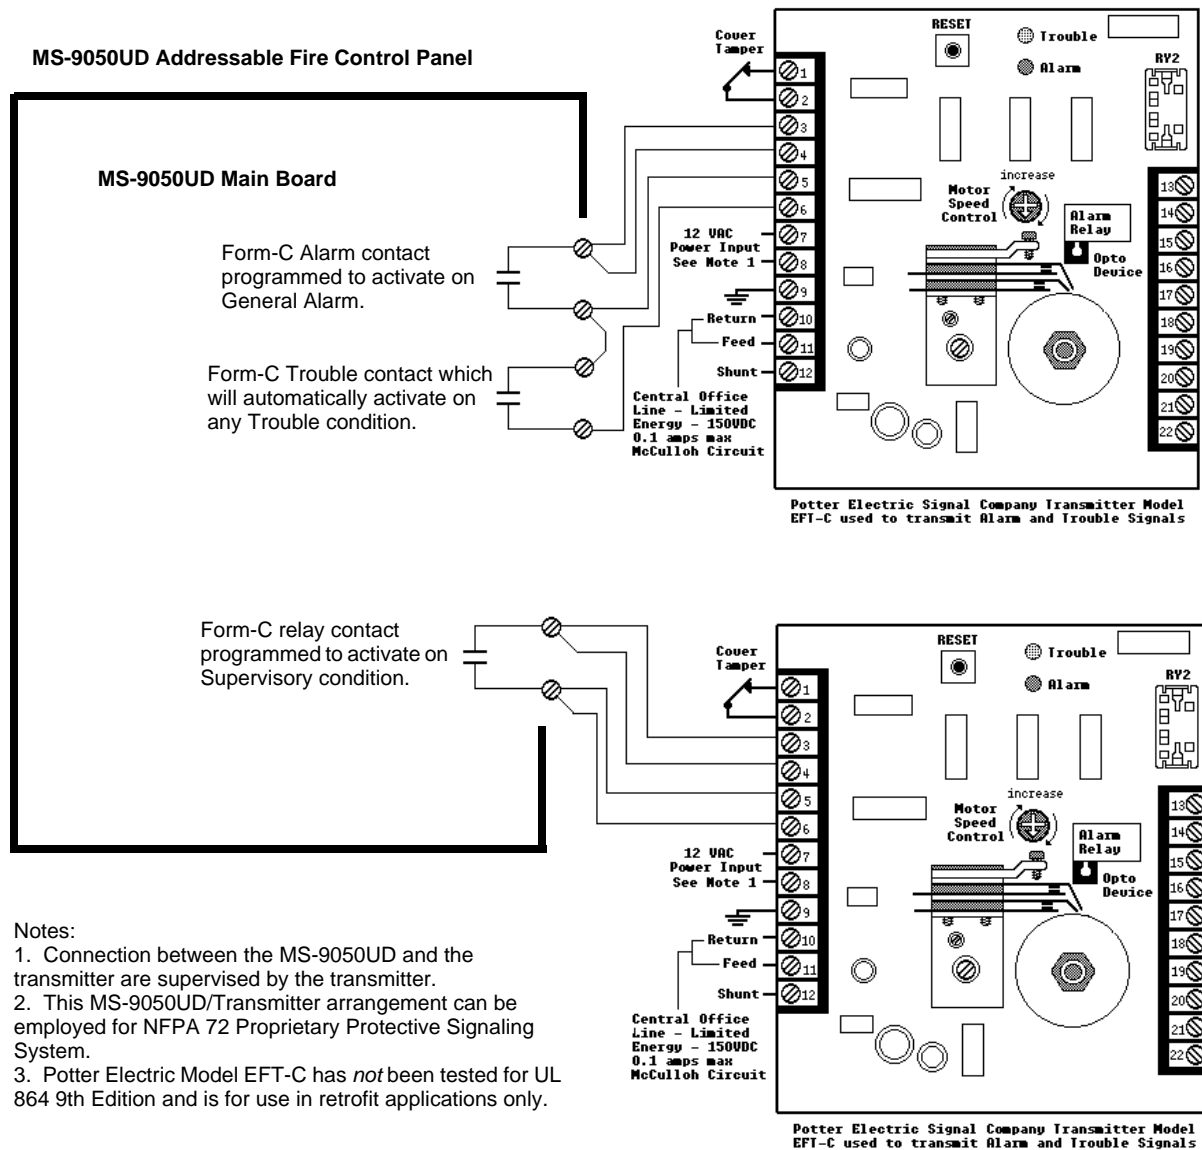 MS-9050UD Addressable Fire Control Panel
MS-9050UD Main Board
Form-C Alarm contact
programmed to activate on
General Alarm.
Form-C Trouble contact which
will automatically activate on
any Trouble condition.
Cover
Tamper
1
2
3
4
5
6
12 VAC
Power Input
See Note 1
7
8
9
Return
10
Feed
11
Shunt
12
Central Office
Line - Limited
Energy - 150VDC
0.1 amps max
McCulloh Circuit
RESET
Trouble
Alarm
RY2
increase
Motor
Speed
Control
Alarm
Relay
Opto
Device
13
14
15
16
17
18
19
20
21
22
Potter Electric Signal Company Transmitter Model
EFT-C used to transmit Alarm and Trouble Signals
Form-C relay contact
programmed to activate on
Supervisory condition.
Cover
Tamper
1
2
3
4
5
6
12 VAC
Power Input
See Note 1
7
8
9
Return
10
Feed
11
Shunt
12
Central Office
Line - Limited
Energy - 150VDC
0.1 amps max
McCulloh Circuit
RESET
Trouble
Alarm
RY2
increase
Motor
Speed
Control
Alarm
Relay
Opto
Device
13
14
15
16
17
18
19
20
21
22
Potter Electric Signal Company Transmitter Model
EFT-C used to transmit Alarm and Trouble Signals
Notes:
1. Connection between the MS-9050UD and the
transmitter are supervised by the transmitter.
2. This MS-9050UD/Transmitter arrangement can be
employed for NFPA 72 Proprietary Protective Signaling
System.
3. Potter Electric Model EFT-C has not been tested for UL
864 9th Edition and is for use in retrofit applications only.